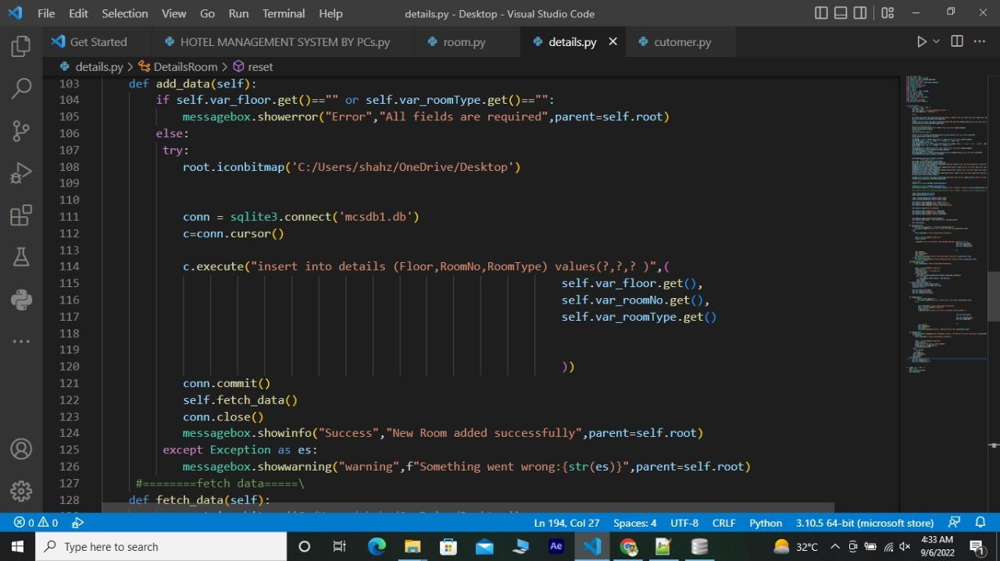 File Edit Selection View Go Run Terminal Help details.py - Desktop - Visual Studio Code
Get Started HOTEL MANAGEMENT SYSTEM BY PCs.py room.py details.py cutomer.py
details.py > DetailsRoom > reset
103 def add_data(self):
104 if self.var_floor.get()=="" or self.var_roomType.get()=="":
105 messagebox.showerror("Error","All fields are required",parent=self.root)
106 else:
107 try:
108 root.iconbitmap('C:/Users/shahz/OneDrive/Desktop')
109
110
111 conn = sqlite3.connect('mcsdb1.db')
112 c=conn.cursor()
113
114 c.execute("insert into details (Floor,RoomNo,RoomType) values(?,?,? )",(
115 self.var_floor.get(),
116 self.var_roomNo.get(),
117 self.var_roomType.get()
118
119
120 ))
121 conn.commit()
122 self.fetch_data()
123 conn.close()
124 messagebox.showinfo("Success","New Room added successfully",parent=self.root)
125 except Exception as es:
126 messagebox.showwarning("warning",f"Something went wrong:{str(es)}",parent=self.root)
127 #========fetch data=====\
128 def fetch_data(self):
0 0 Ln 194, Col 27 Spaces: 4 UTF-8 CRLF Python 3.10.5 64-bit (microsoft store)
Type here to search Ae 32°C 4:33 AM
9/6/2022 1